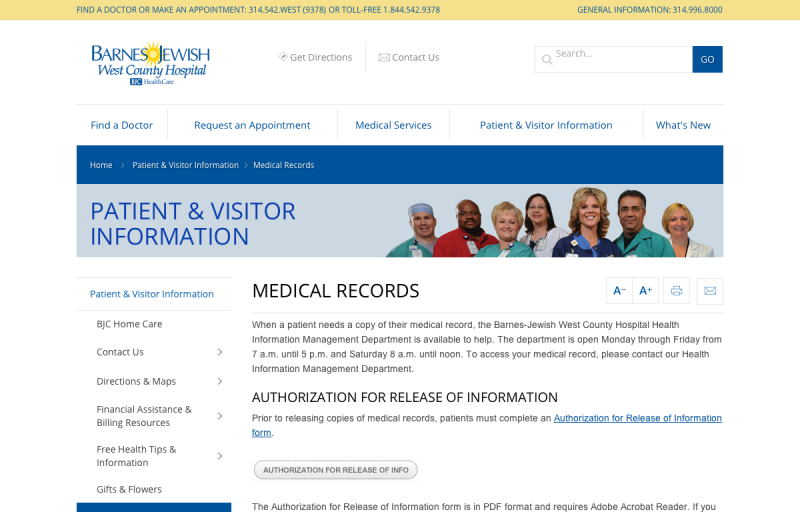 FIND A DOCTOR OR MAKE AN APPOINTMENT: 314.542.WEST (9378) OR TOLL-FREE 1.844.542.9378
GENERAL INFORMATION: 314.996.8000
BARNES JEWISH
West County Hospital
BJC HealthCare
Get Directions
Contact Us
Search...
GO
Find a Doctor
Request an Appointment
Medical Services
Patient & Visitor Information
What's New
Home > Patient & Visitor Information > Medical Records
PATIENT & VISITOR
INFORMATION
Patient & Visitor Information
BJC Home Care
Contact Us
Directions & Maps
Financial Assistance &
Billing Resources
Free Health Tips &
Information
Gifts & Flowers
MEDICAL RECORDS
A−
A+
When a patient needs a copy of their medical record, the Barnes-Jewish West County Hospital Health
Information Management Department is available to help. The department is open Monday through Friday from
7 a.m. until 5 p.m. and Saturday 8 a.m. until noon. To access your medical record, please contact our Health
Information Management Department.
AUTHORIZATION FOR RELEASE OF INFORMATION
Prior to releasing copies of medical records, patients must complete an Authorization for Release of Information
form.
AUTHORIZATION FOR RELEASE OF INFO
The Authorization for Release of Information form is in PDF format and requires Adobe Acrobat Reader. If you